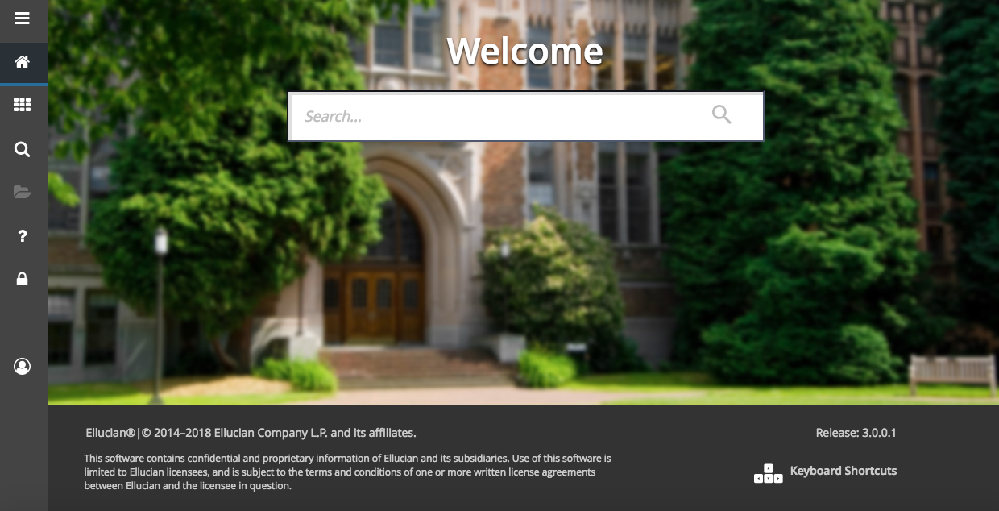 Welcome
Search...
Ellucian®|© 2014–2018 Ellucian Company L.P. and its affiliates.
Release: 3.0.0.1
This software contains confidential and proprietary information of Ellucian and its subsidiaries. Use of this software is
limited to Ellucian licensees, and is subject to the terms and conditions of one or more written license agreements
between Ellucian and the licensee in question.
Keyboard Shortcuts